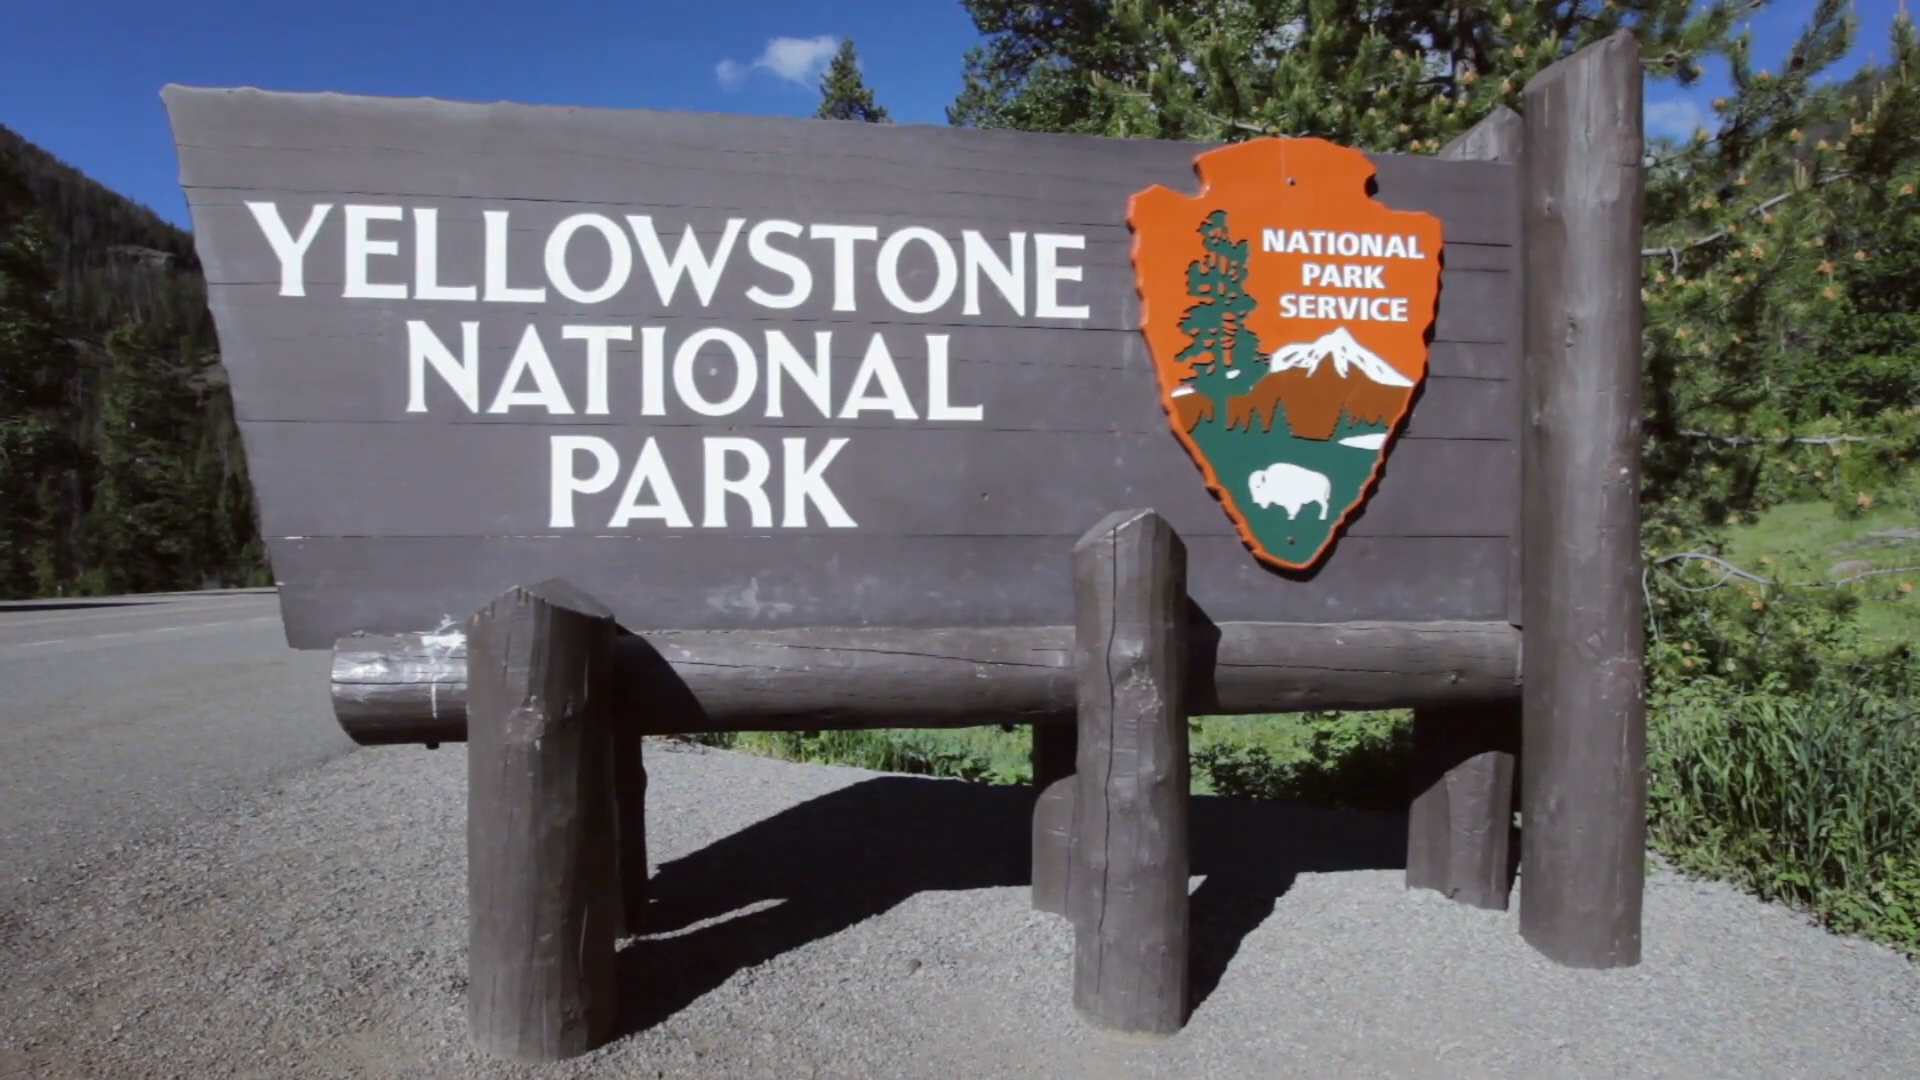 YELLOWSTONE
NATIONAL
PARK
NATIONAL
PARK
SERVICE